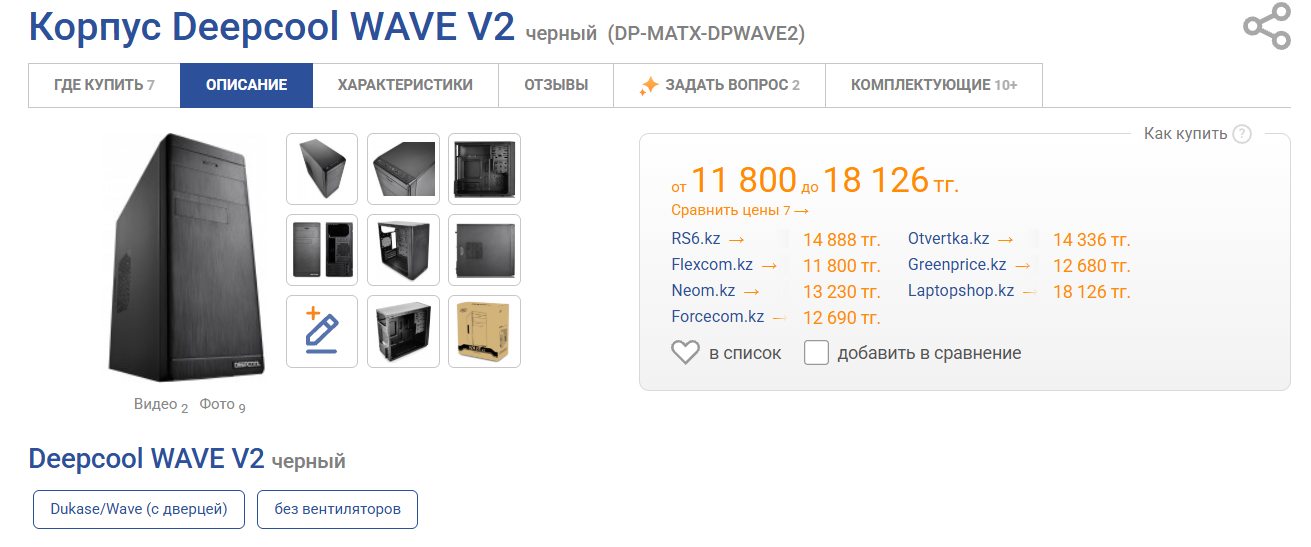 Корпус Deepcool WAVE V2 черный (DP-MATX-DPWAVE2)
ГДЕ КУПИТЬ 7 ОПИСАНИЕ ХАРАКТЕРИСТИКИ ОТЗЫВЫ ЗАДАТЬ ВОПРОС 2 КОМПЛЕКТУЮЩИЕ 10+
DEEPCOOL
Видео 2 Фото 9
Как купить ?
от 11 800 до 18 126 тг.
Сравнить цены 7 →
RS6.kz → 14 888 тг. Otvertka.kz → 14 336 тг.
Flexcom.kz → 11 800 тг. Greenprice.kz → 12 680 тг.
Neom.kz → 13 230 тг. Laptopshop.kz → 18 126 тг.
Forcecom.kz → 12 690 тг.
в список добавить в сравнение
Deepcool WAVE V2 черный
Dukase/Wave (с дверцей) без вентиляторов